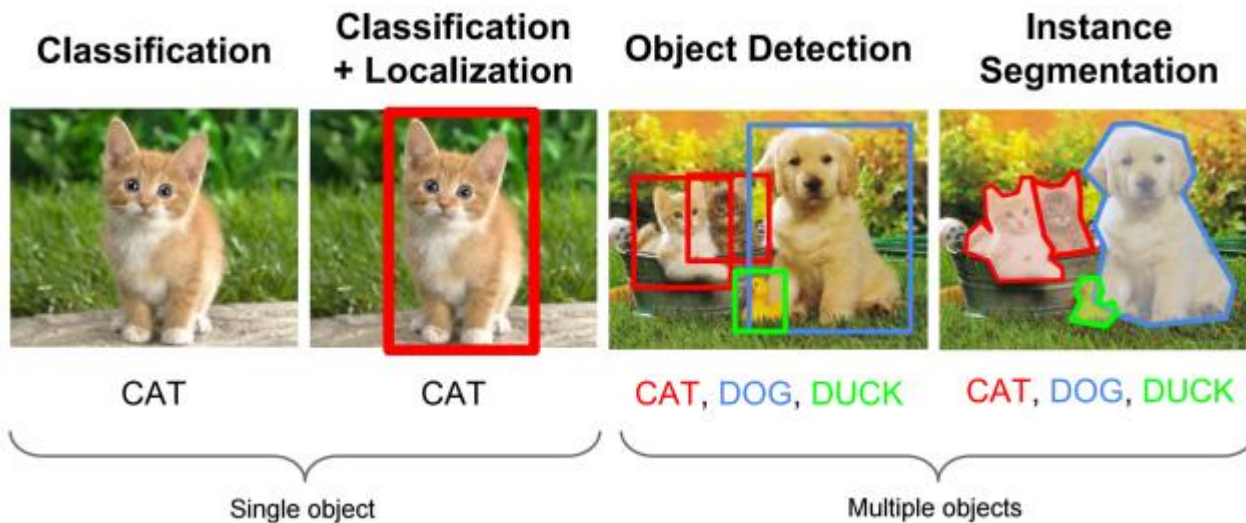 Classification
Classification
+ Localization
Object Detection
Instance
Segmentation
CAT
CAT
CAT, DOG, DUCK
CAT, DOG, DUCK
Single object
Multiple objects